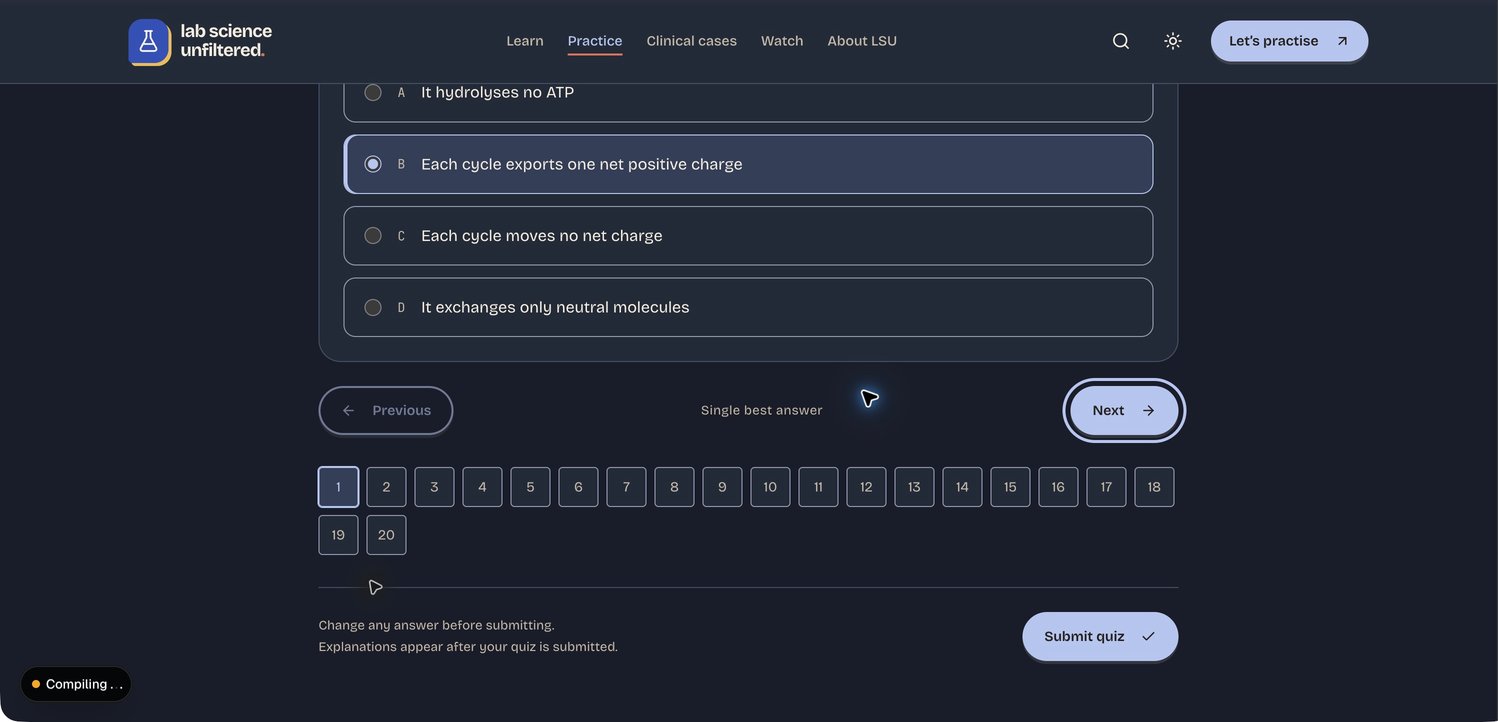 lab science
unfiltered.
Learn
Practice
Clinical cases
Watch
About LSU
Let's practise
A It hydrolyses no ATP
B Each cycle exports one net positive charge
C Each cycle moves no net charge
D It exchanges only neutral molecules
Previous
Single best answer
Next
1 2 3 4 5 6 7 8 9 10 11 12 13 14 15 16 17 18
19 20
Change any answer before submitting.
Explanations appear after your quiz is submitted.
Submit quiz
Compiling . . .